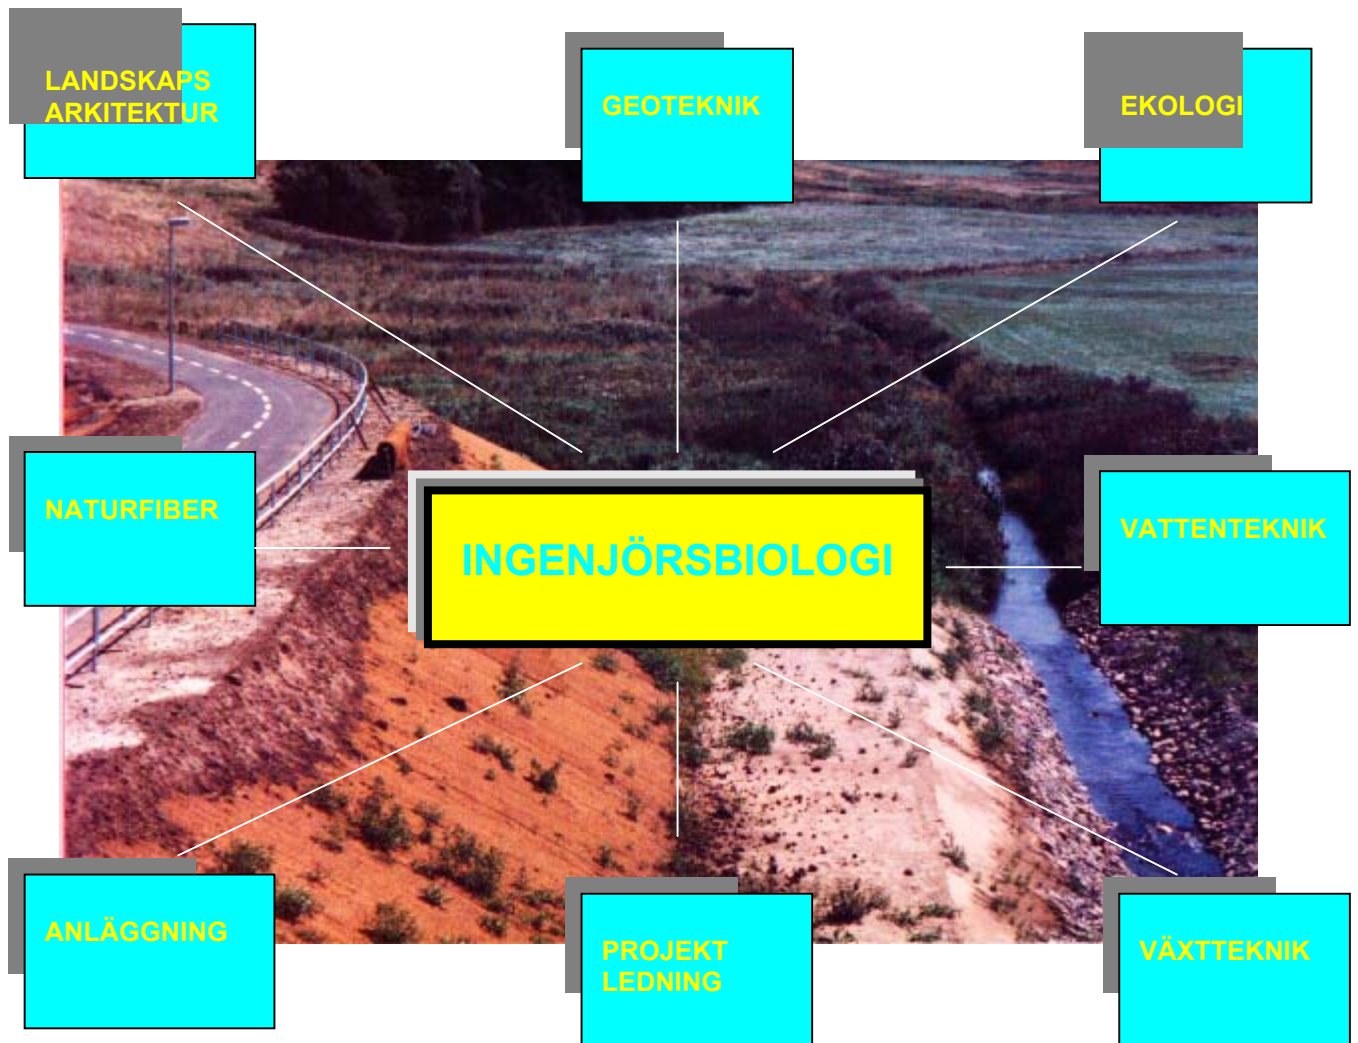 LANDSKAPS
ARKITEKTUR
GEOTEKNIK
EKOLOGI
NATURFIBER
INGENJÖRSBIOLOGI
VATTENTEKNIK
ANLÄGGNING
PROJEKT
LEDNING
VÄXTTEKNIK